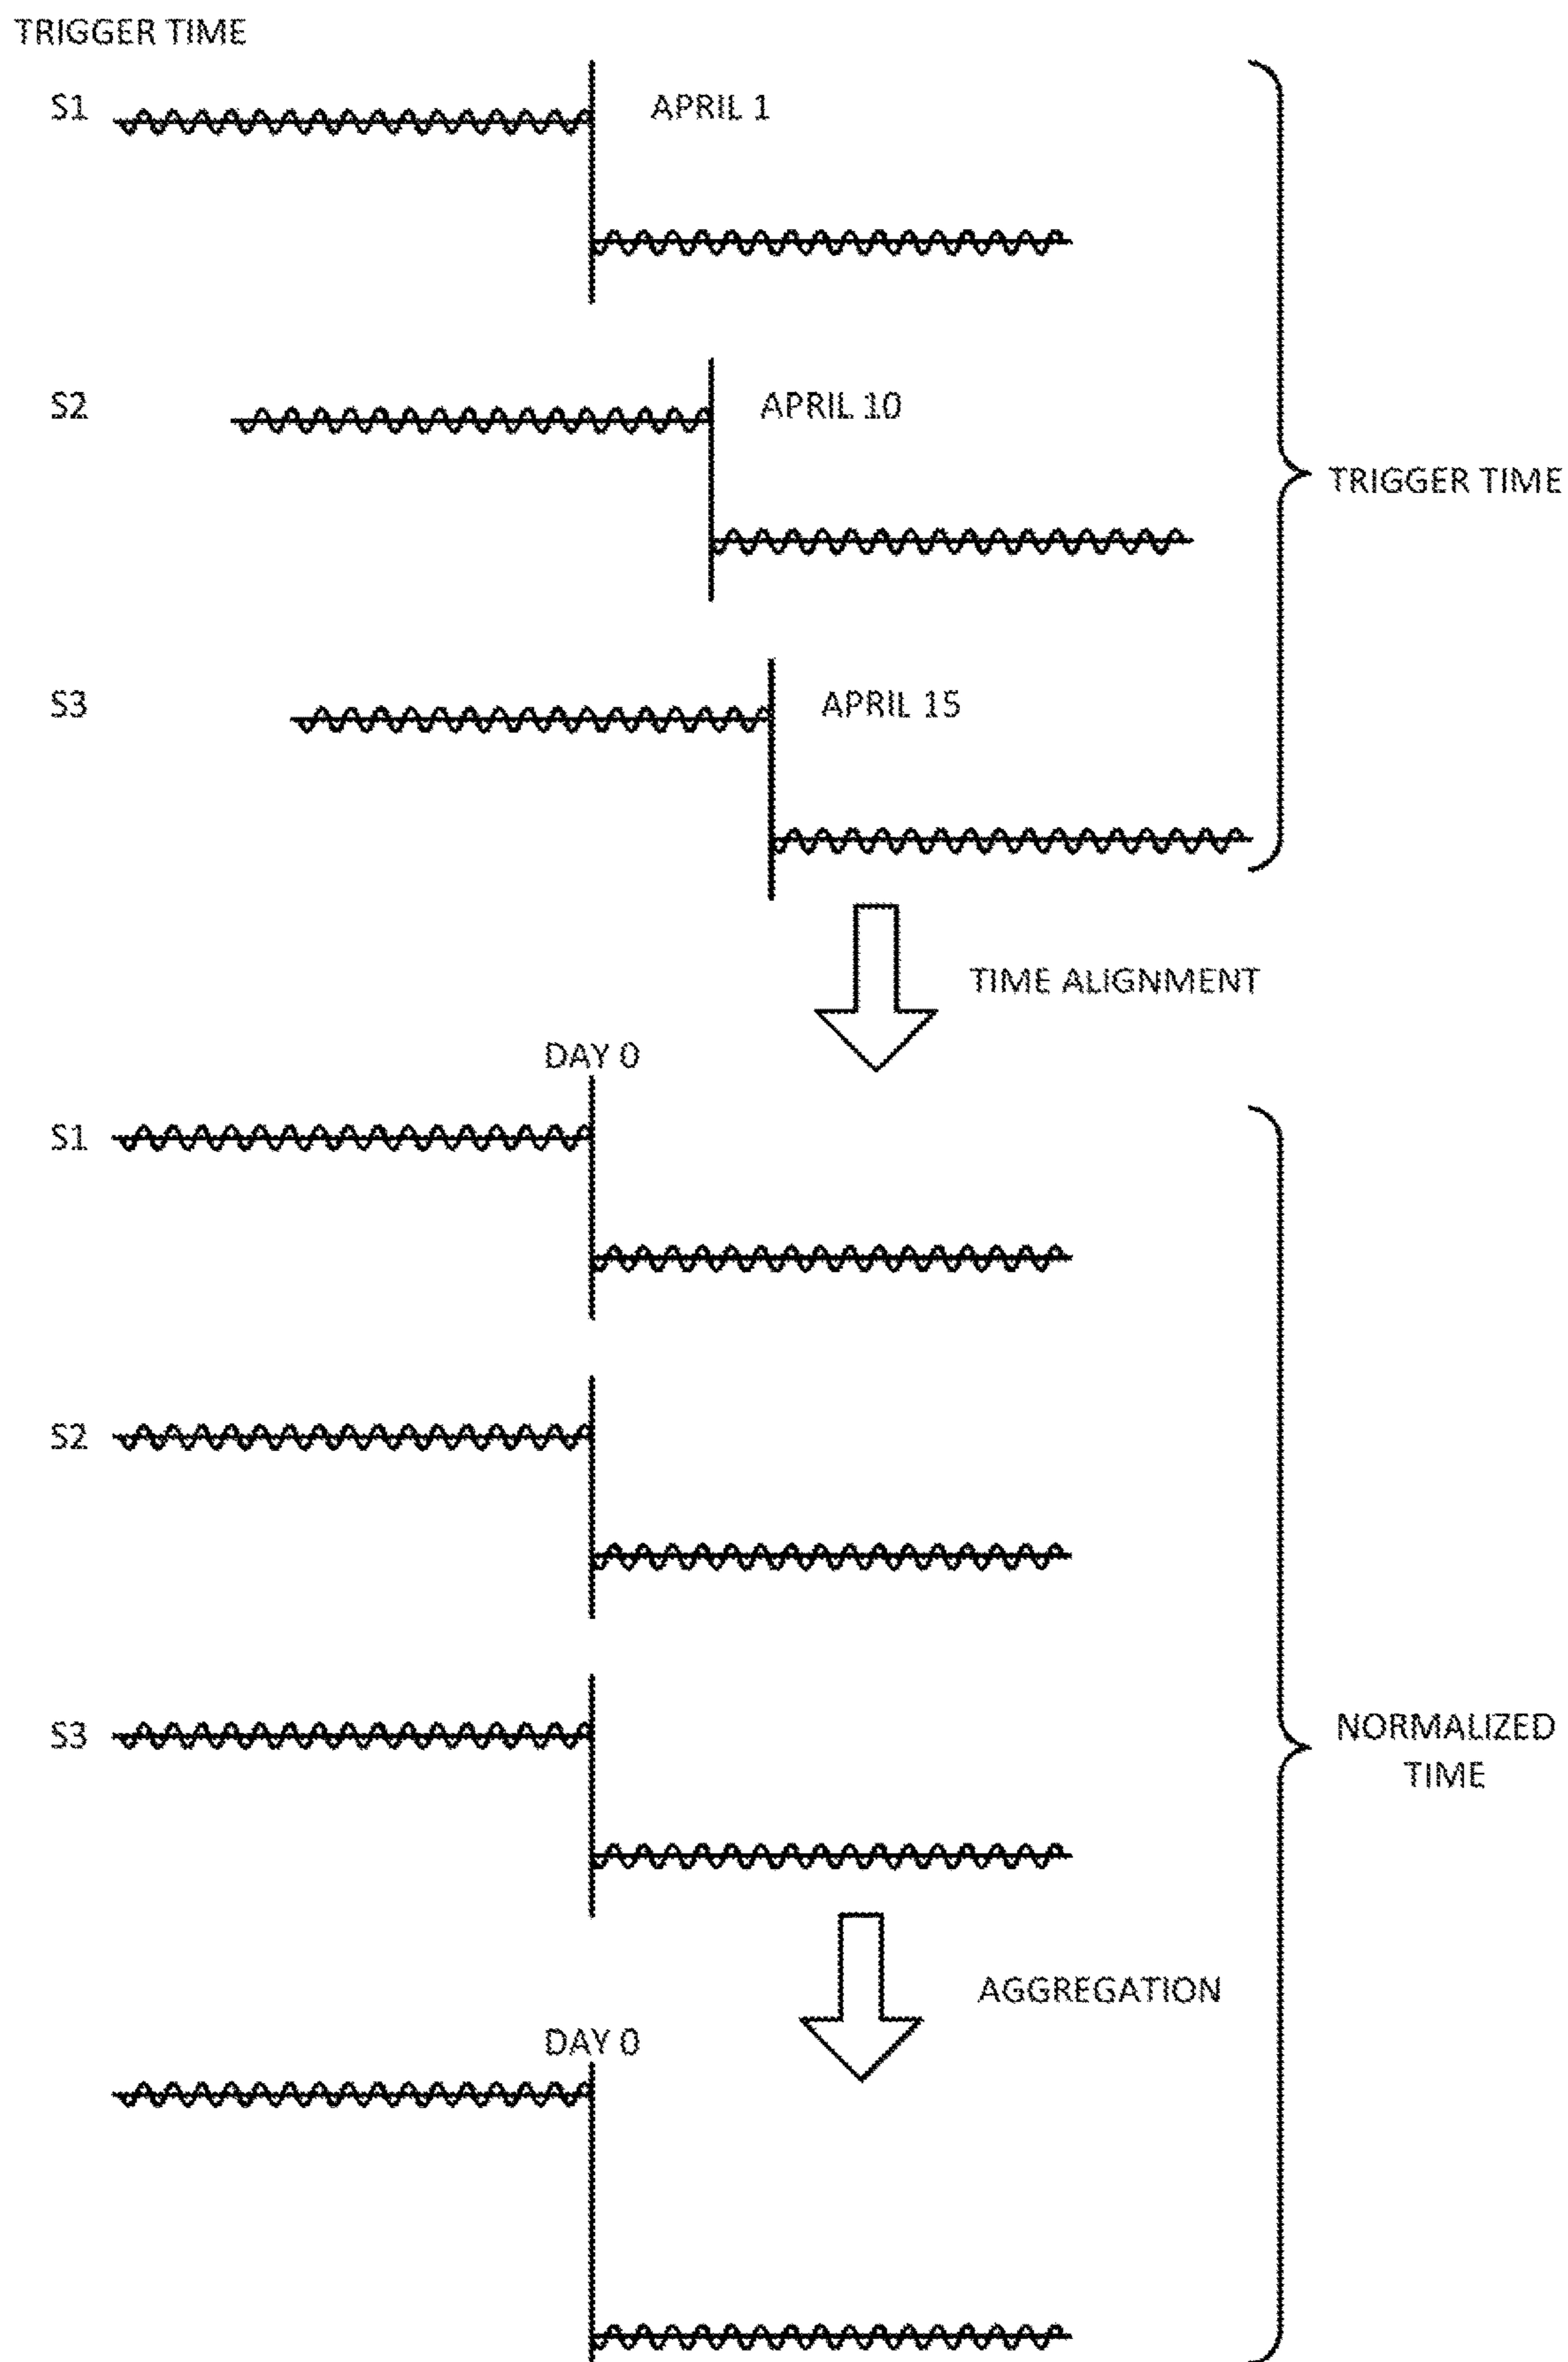 TRIGGER TIME
S1
APRIL 1
S2
APRIL 10
TRIGGER TIME
S3
APRIL 15
TIME ALIGNMENT
DAY 0
S1
S2
S3
NORMALIZED
TIME
AGGREGATION
DAY 0